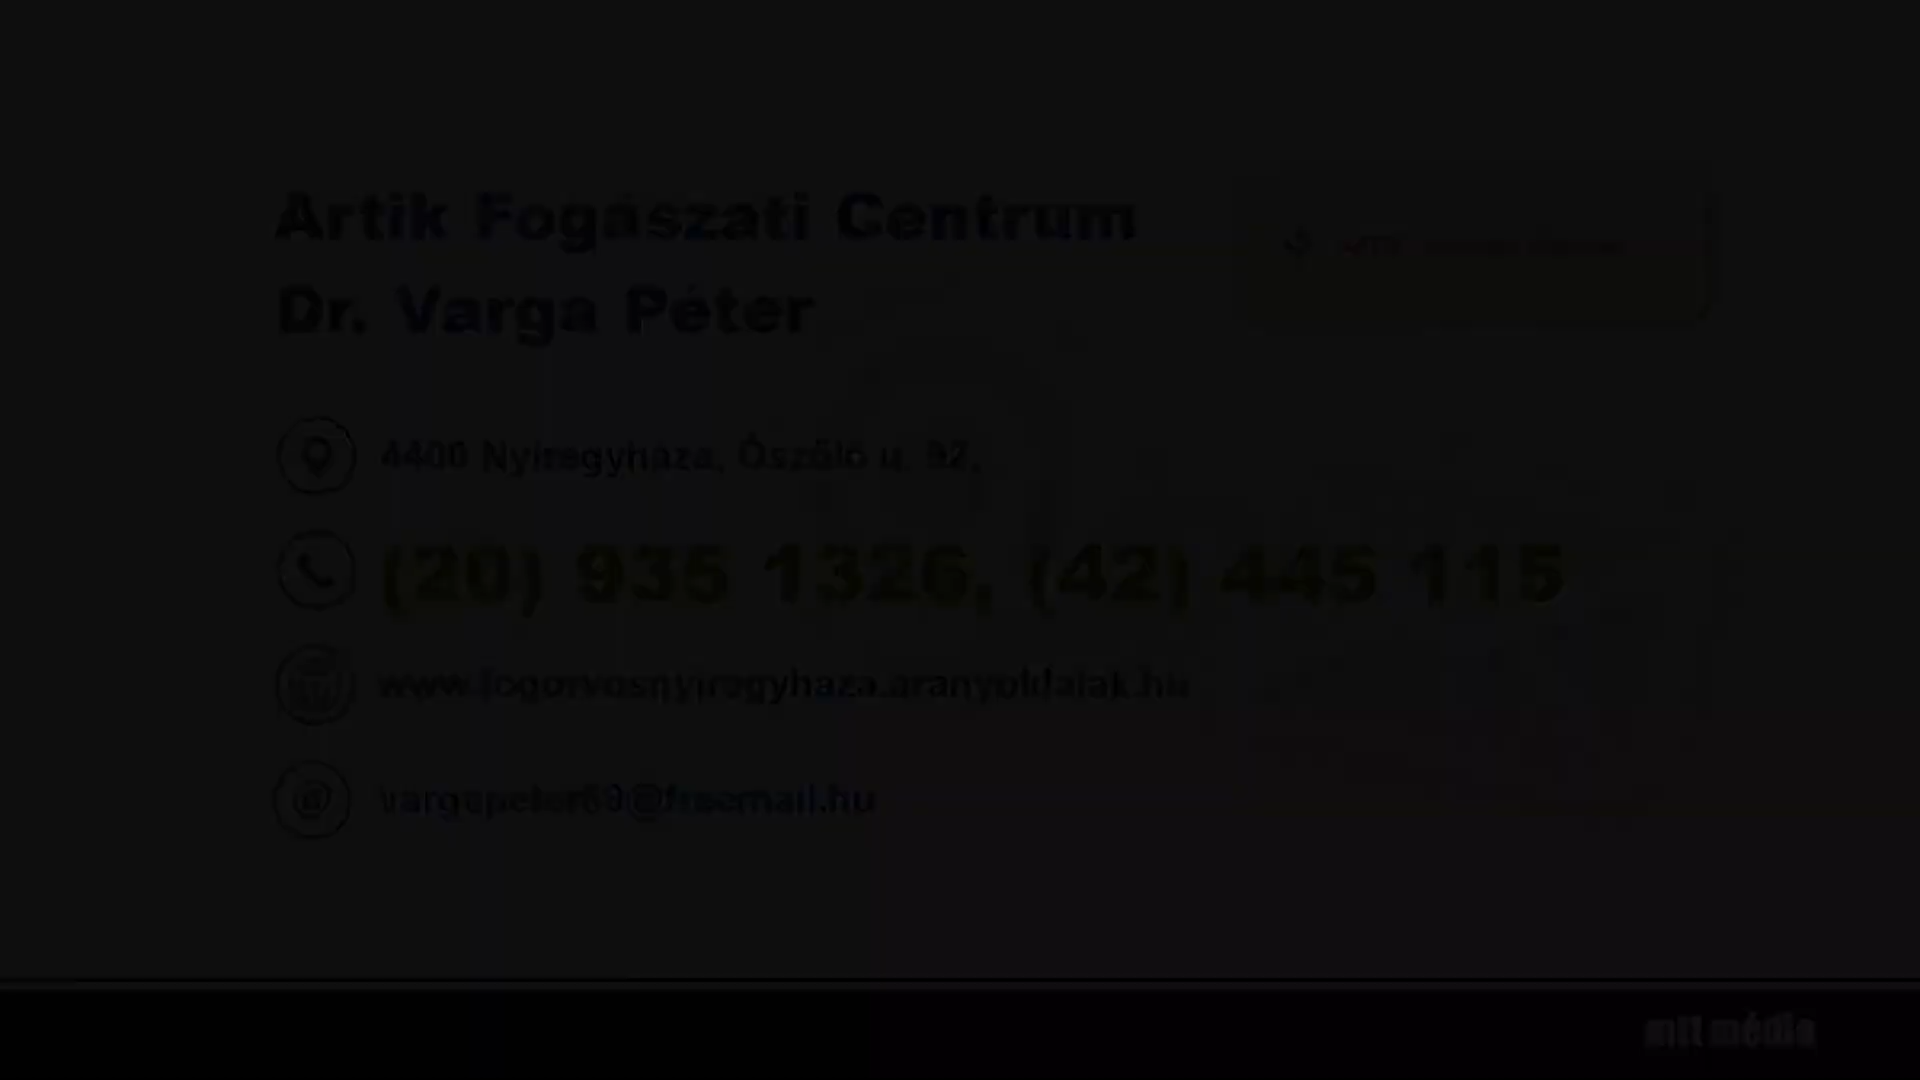 Artik Fogászati Centrum
Dr. Varga Péter
4400 Nyíregyháza, Ószőlő u. 92.
(20) 935 1326, (42) 445 115
www.fogorvosnyiregyhaza.aranyoldalak.hu
@freemail.hu
mtt média